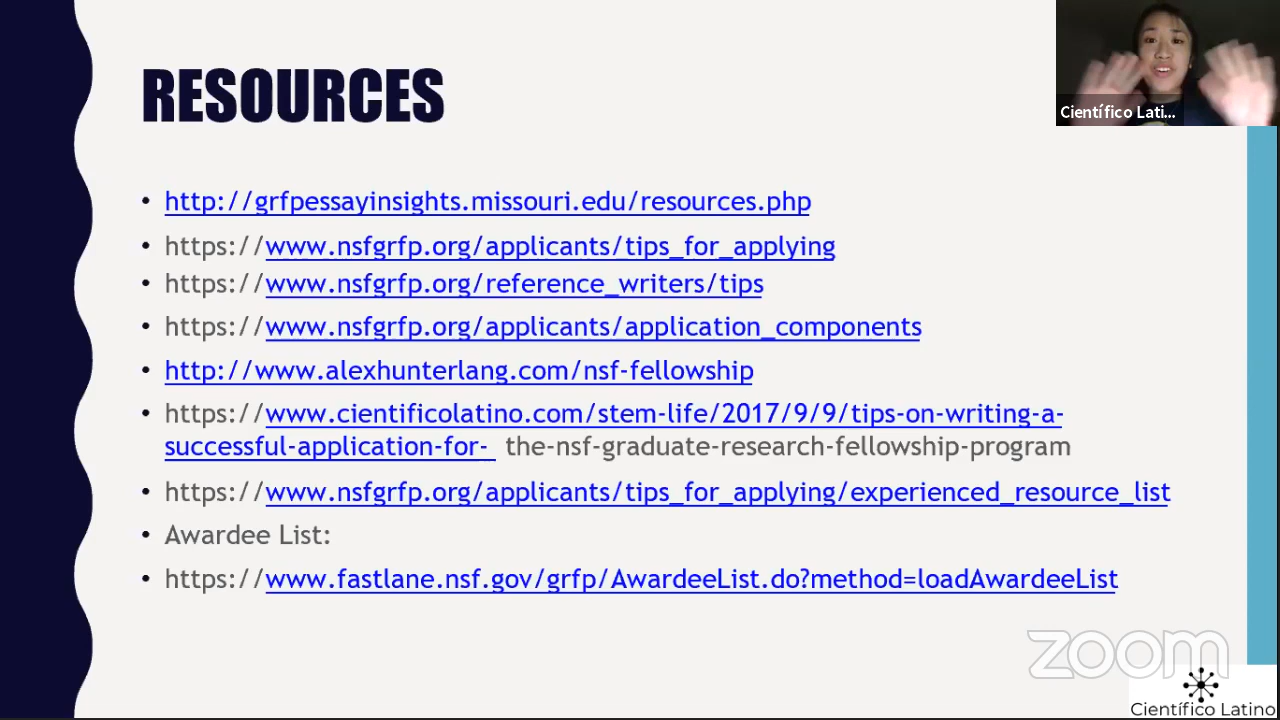 RESOURCES
Científico Lati...
• http://grfpessayinsights.missouri.edu/resources.php
• https://www.nsfgrfp.org/applicants/tips_for_applying
• https://www.nsfgrfp.org/reference_writers/tips
• https://www.nsfgrfp.org/applicants/application_components
• http://www.alexhunterlang.com/nsf-fellowship
• https://www.cientificolatino.com/stem-life/2017/9/9/tips-on-writing-a-
successful-application-for- the-nsf-graduate-research-fellowship-program
• https://www.nsfgrfp.org/applicants/tips_for_applying/experienced_resource_list
• Awardee List:
• https://www.fastlane.nsf.gov/grfp/AwardeeList.do?method=loadAwardeeList
zoom
Científico Latino